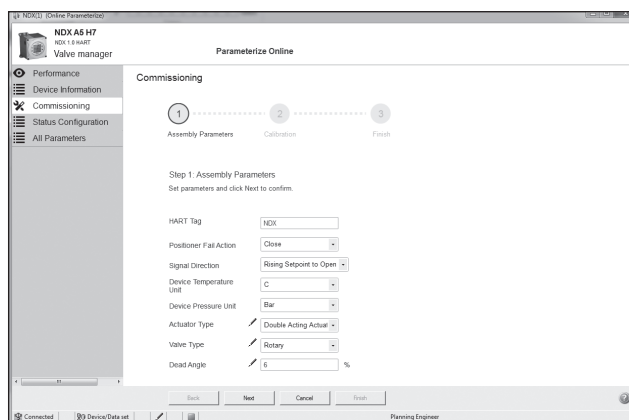 NDX(1) (Online Parameterize)
NDX A6 H7
NDX 1.0 HART
Valve manager
Parameterize Online
Performance
Device Information
Commissioning
Status Configuration
All Parameters
Commissioning
1 2 3
Assembly Parameters Calibration Finish
Step 1: Assembly Parameters
Set parameters and click Next to confirm.
HART Tag NDX
Positioner Fail Action Close
Signal Direction Rising Setpoint to Open
Device Temperature
Unit C
Device Pressure Unit Bar
Actuator Type Double Acting Actuat
Valve Type Rotary
Dead Angle 6 %
Back Next Cancel Finish
Connected Device/Data set Planning Engineer